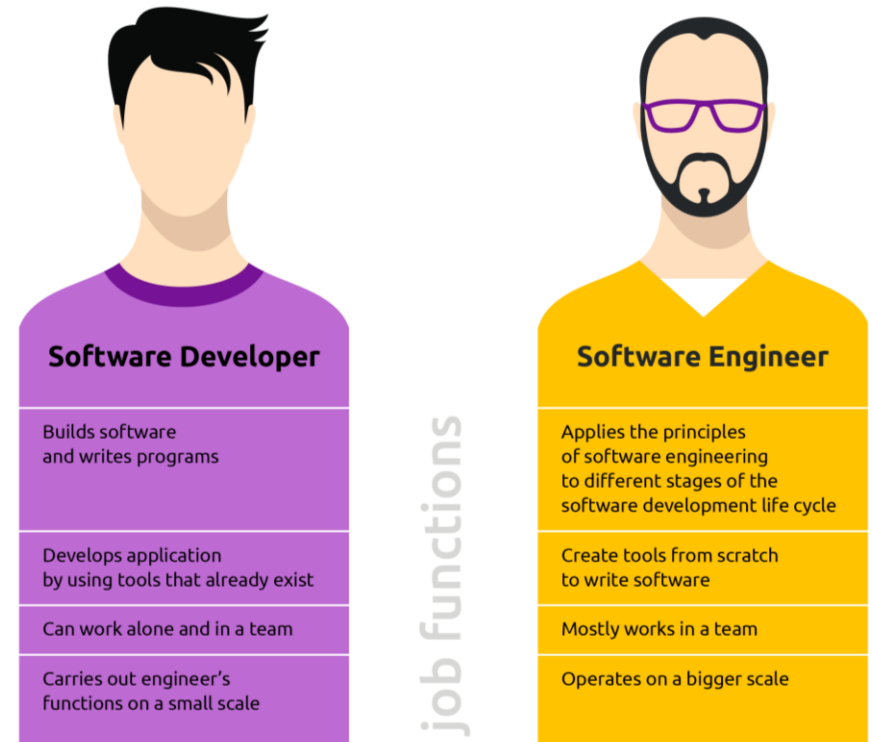 Software Developer
Builds software
and writes programs
Develops application
by using tools that already exist
Can work alone and in a team
Carries out engineer's
functions on a small scale
job functions
Software Engineer
Applies the principles
of software engineering
to different stages of the
software development life cycle
Create tools from scratch
to write software
Mostly works in a team
Operates on a bigger scale